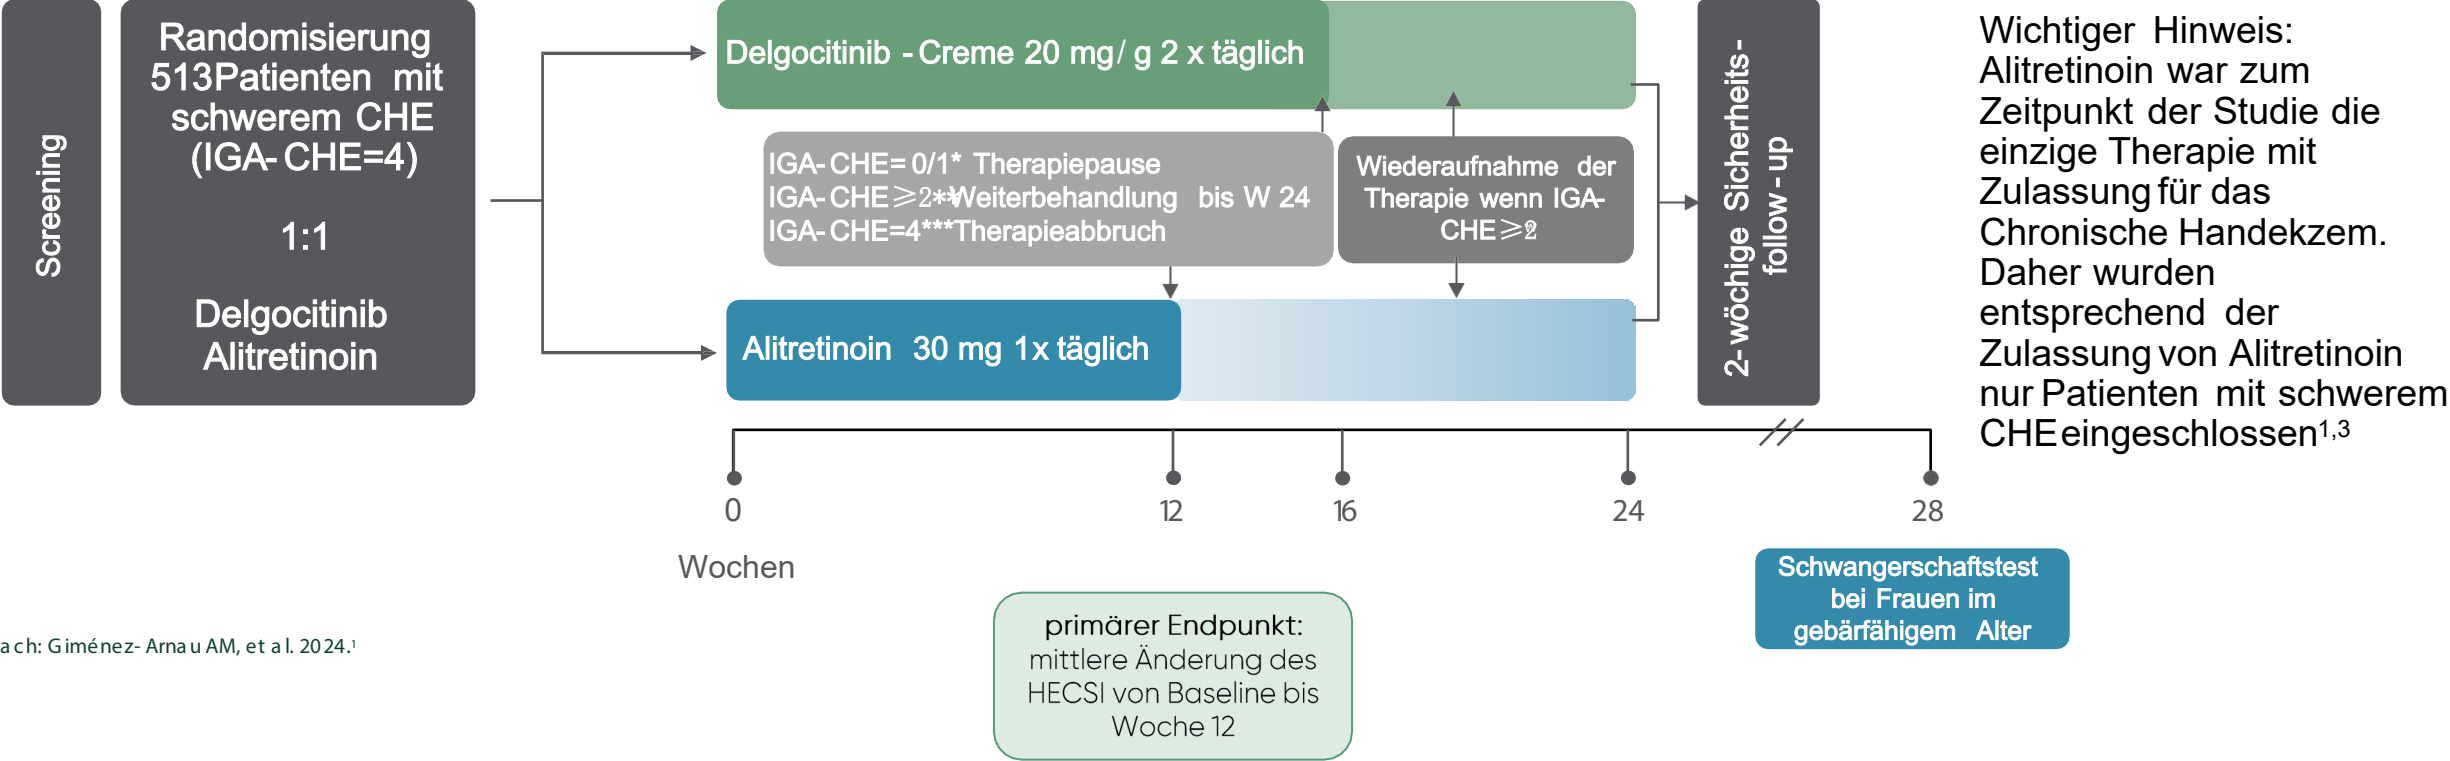 Screening
Randomisierung
513Patienten mit
schwerem CHE
(IGA-CHE=4)
1:1
Delgocitinib
Alitretinoin
Delgocitinib -Creme 20 mg/ g 2 x täglich
IGA-CHE= 0/1* Therapiepause
IGA-CHE≥2**Weiterbehandlung bis W 24
IGA-CHE=4***Therapieabbruch
Wiederaufnahme der
Therapie wenn IGA-
CHE≥2
Alitretinoin 30 mg 1x täglich
2-wöchige Sicherheits-
follow-up
Wichtiger Hinweis:
Alitretinoin war zum
Zeitpunkt der Studie die
einzige Therapie mit
Zulassung für das
Chronische Handekzem.
Daher wurden
entsprechend der
Zulassung von Alitretinoin
nur Patienten mit schwerem
CHE eingeschlossen1,3
0
12
16
24
28
Wochen
Schwangerschaftstest
bei Frauen im
gebärfähigem Alter
primärer Endpunkt:
mittlere Änderung des
HECSI von Baseline bis
Woche 12
ach: Giménez-Arnau AM, et al. 2024.1